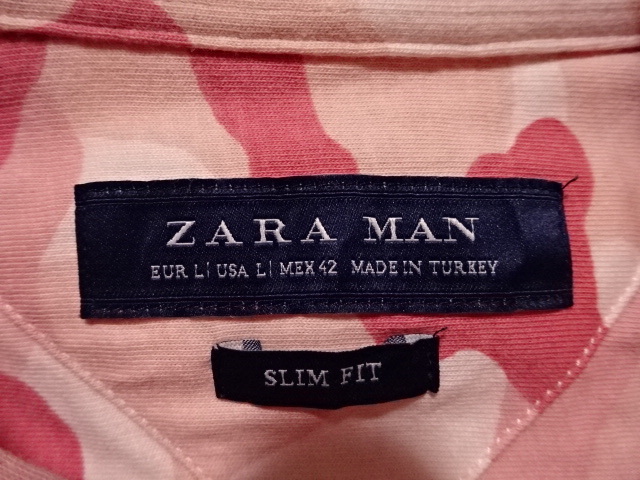 ZARA MAN
EUR L| USA L| MEX 42 MADE IN TURKEY
SLIM FIT